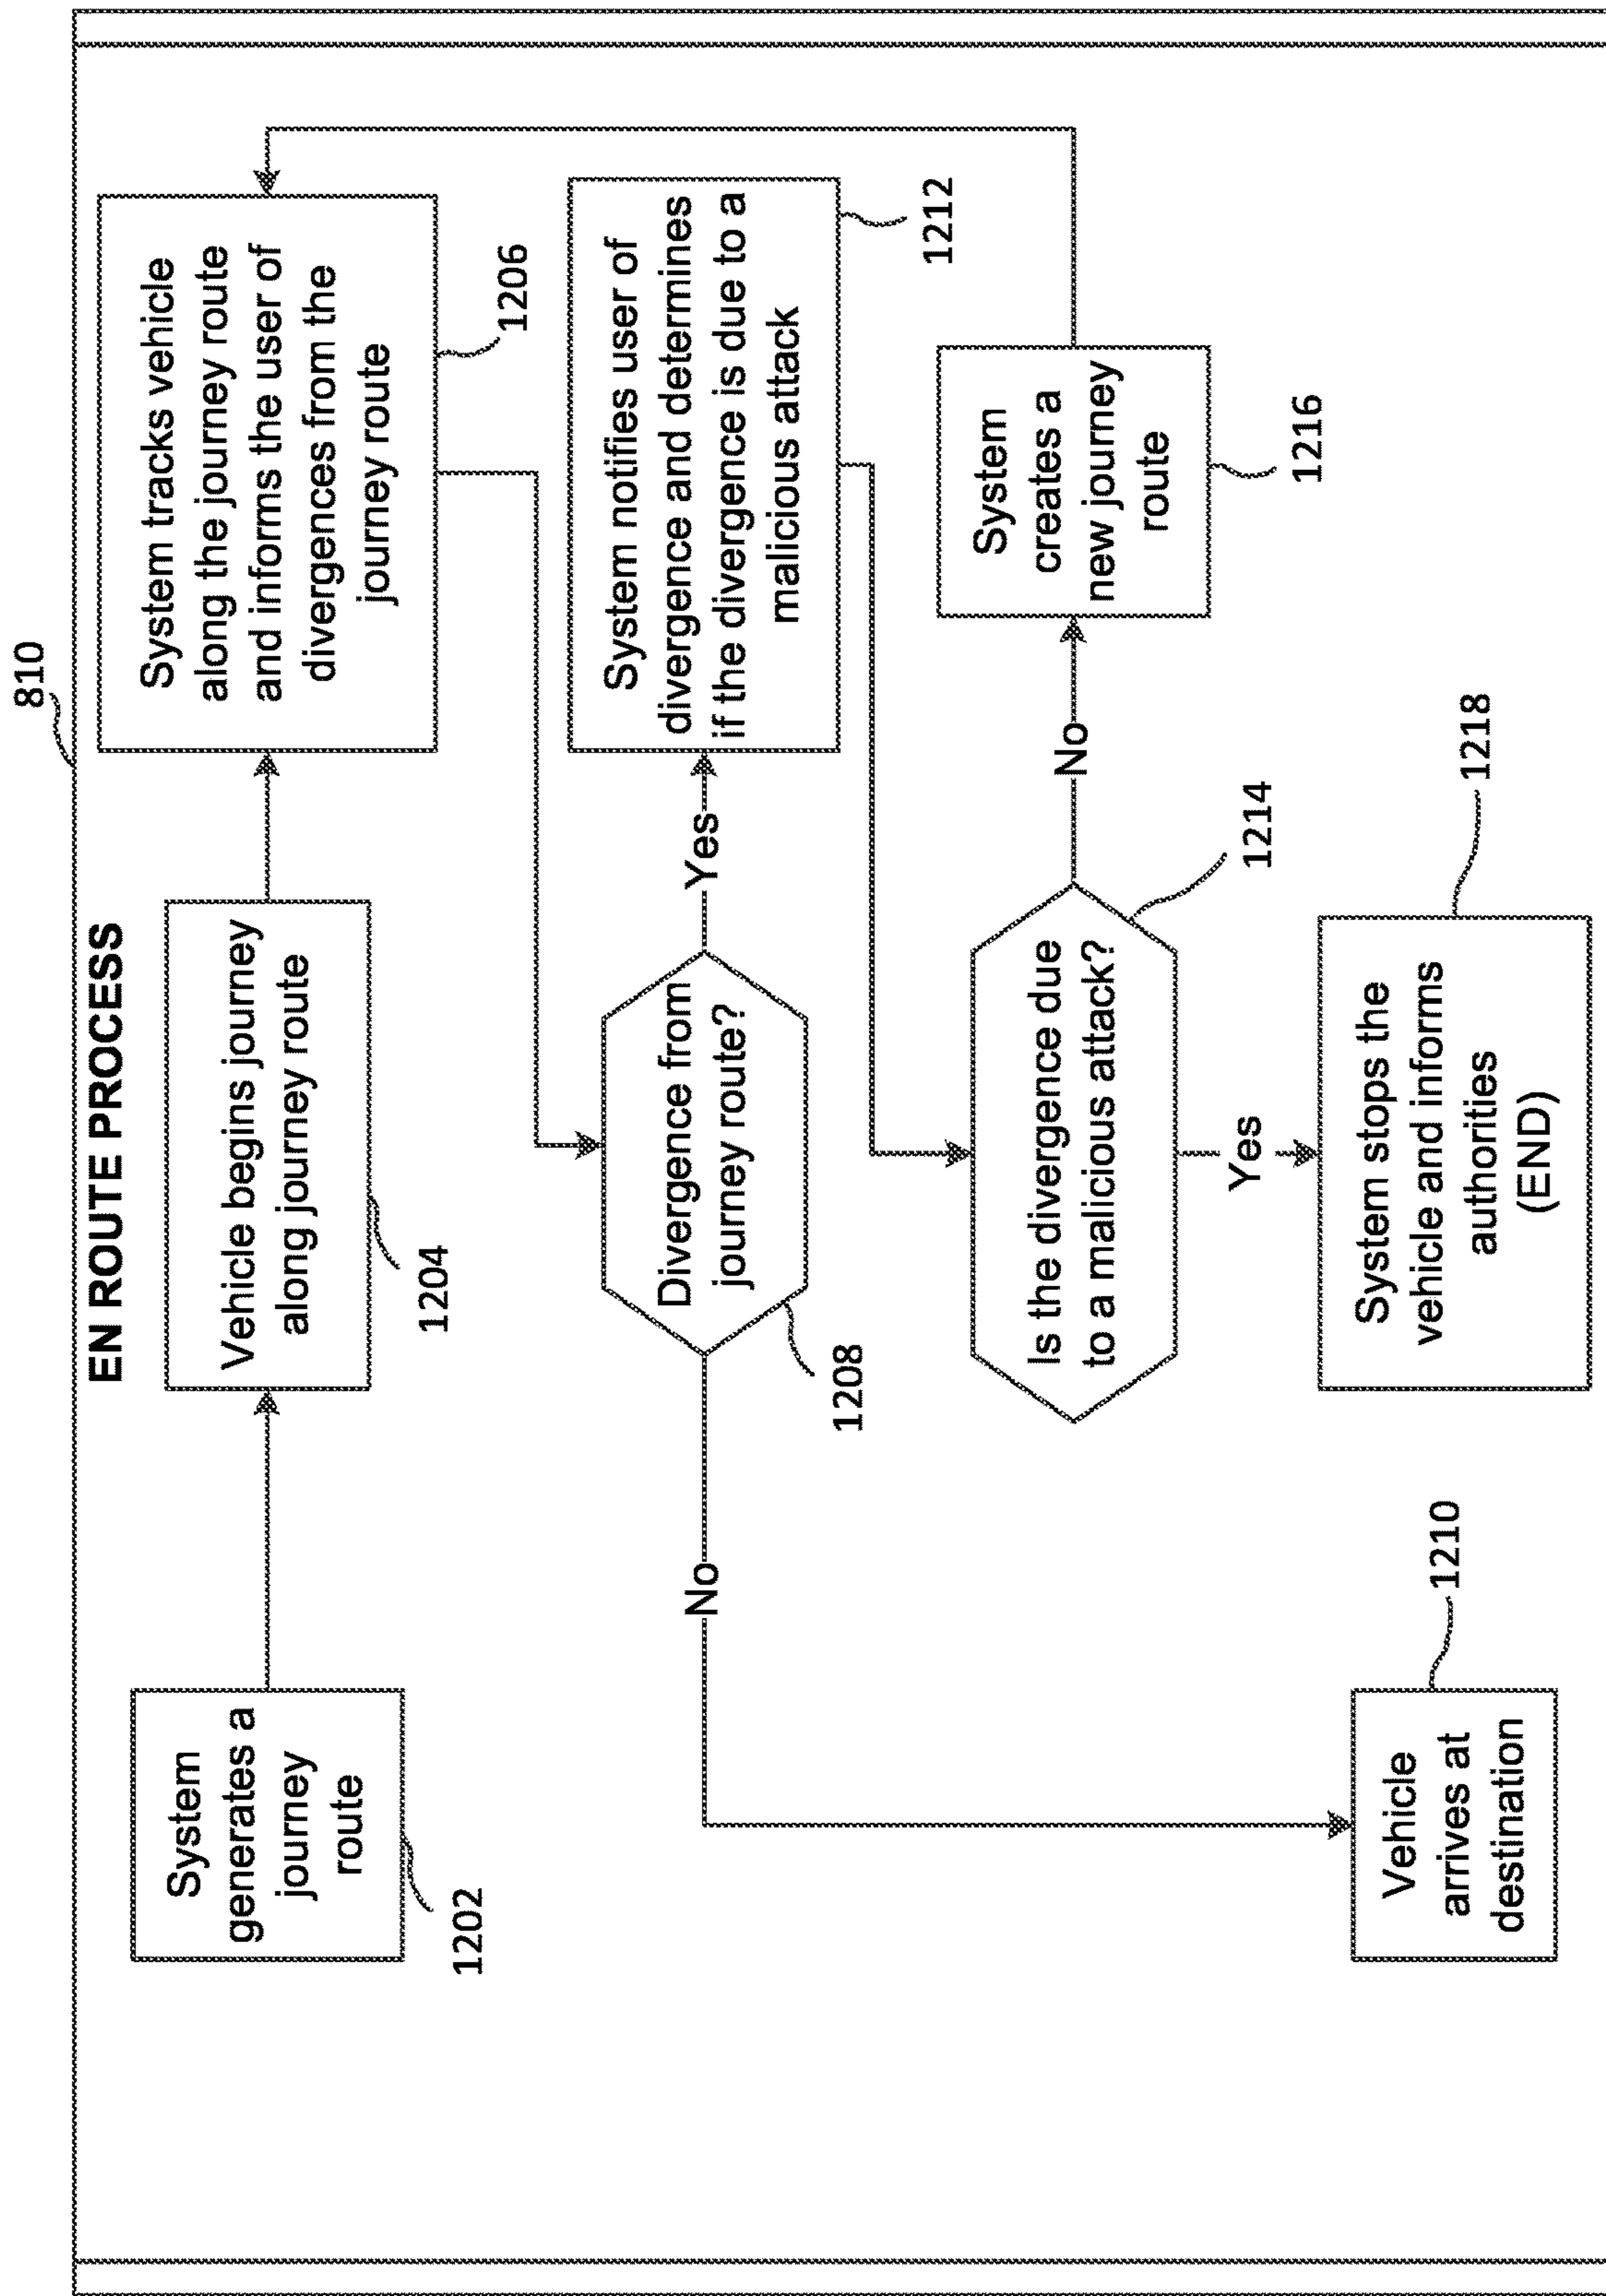 810
EN ROUTE PROCESS
System
generates a
journey
route
1202
Vehicle begins journey
along journey route
1204
System tracks vehicle
along the journey route
and informs the user of
divergences from the
journey route
1206
Divergence from
journey route?
1208
No
Yes
System notifies user of
divergence and determines
if the divergence is due to a
malicious attack
1212
Is the divergence due
to a malicious attack?
1214
No
System
creates a
new journey
route
1216
Yes
Vehicle
arrives at
destination
1210
System stops the
vehicle and informs
authorities
(END)
1218